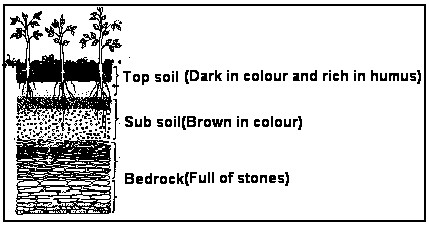 Top soil (Dark in colour and rich in humus)
Sub soil(Brown in colour)
Bedrock(Full of stones)